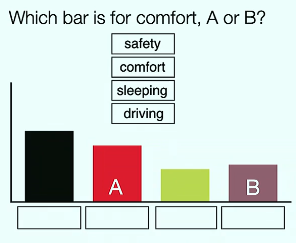 Which bar is for comfort, A or B?
safety
comfort
sleeping
driving
A
B